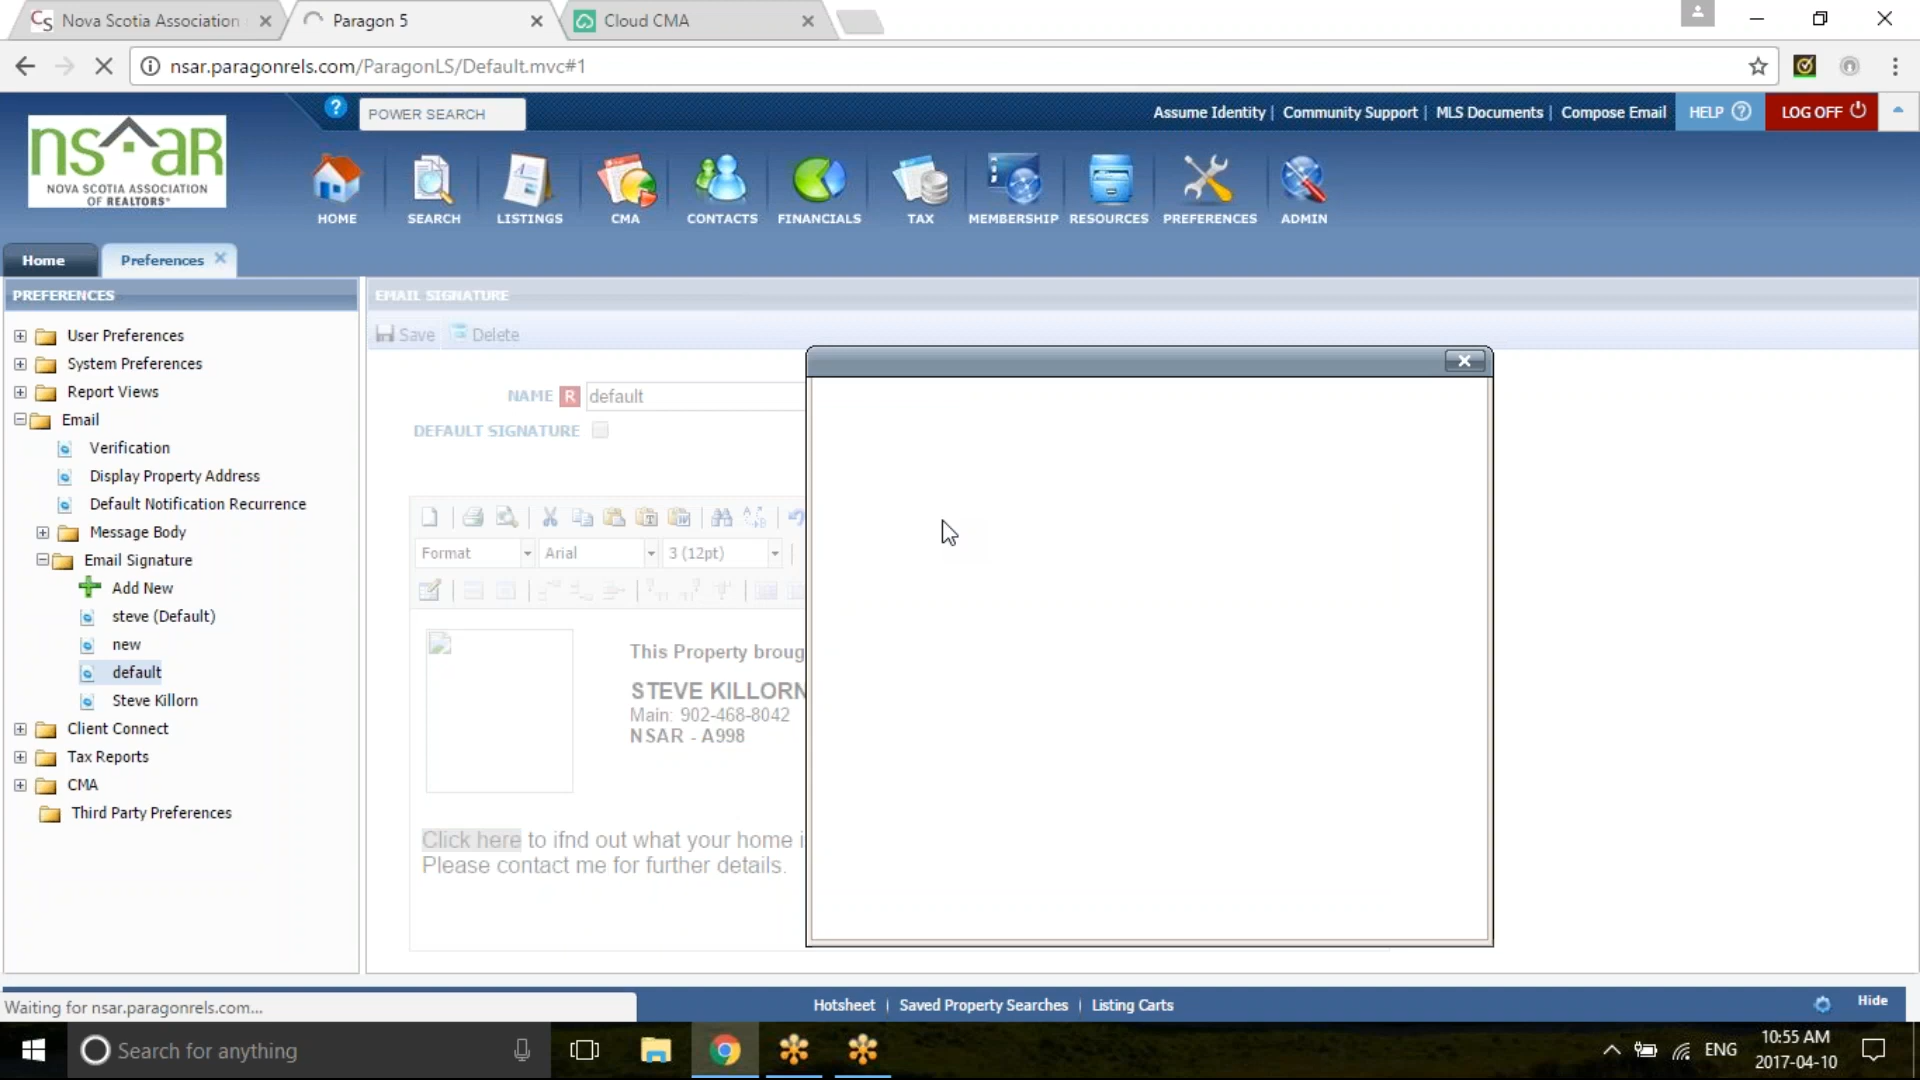 CS Nova Scotia Association
Paragon 5
Cloud CMA
nsar.paragonrels.com/ParagonLS/Default.mvc#1
POWER SEARCH
Assume Identity | Community Support | MLS Documents | Compose Email
HELP ?
LOG OFF
nsar
NOVA SCOTIA ASSOCIATION
OF REALTORS®
HOME
SEARCH
LISTINGS
CMA
CONTACTS
FINANCIALS
TAX
MEMBERSHIP
RESOURCES
PREFERENCES
ADMIN
Home
Preferences
PREFERENCES
User Preferences
System Preferences
Report Views
Email
Verification
Display Property Address
Default Notification Recurrence
Message Body
Email Signature
Add New
steve (Default)
new
default
Steve Killorn
Client Connect
Tax Reports
CMA
Third Party Preferences
EMAIL SIGNATURE
Save
Delete
NAME R default
DEFAULT SIGNATURE
Format
Arial
3 (12pt)
This Property broug
STEVE KILLORN
Main: 902-468-8042
NSAR - A998
Click here to ifnd out what your home i
Please contact me for further details.
Waiting for nsar.paragonrels.com...
Hotsheet | Saved Property Searches | Listing Carts
Hide
Search for anything
ENG
10:55 AM
2017-04-10